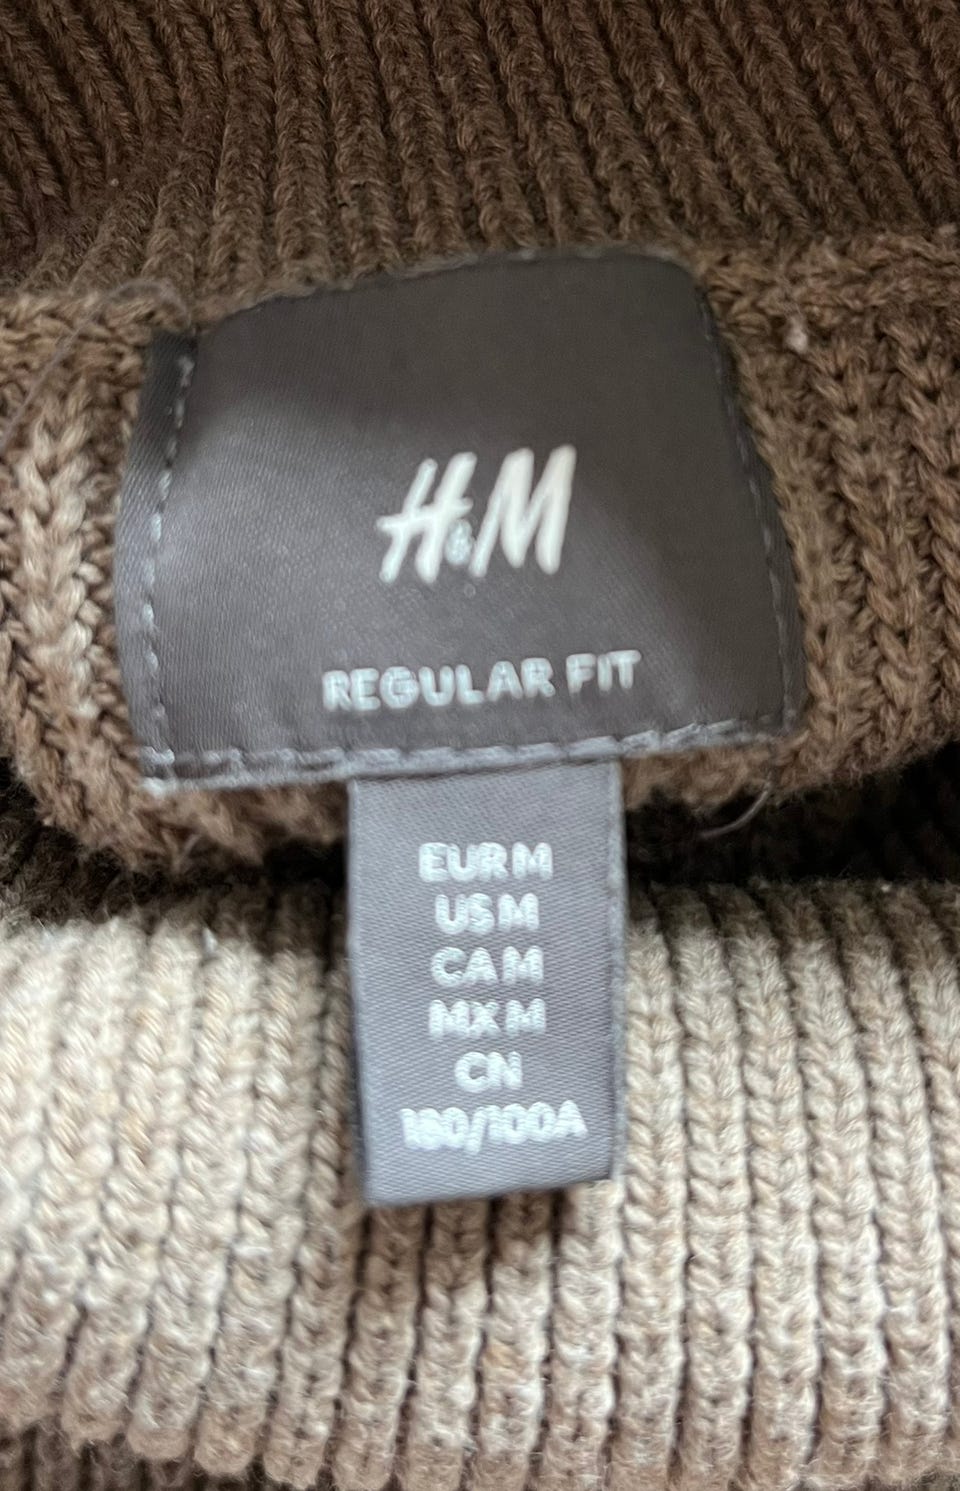 H&M
REGULAR FIT
EUR M
US M
CA M
MX M
CN
180/100A